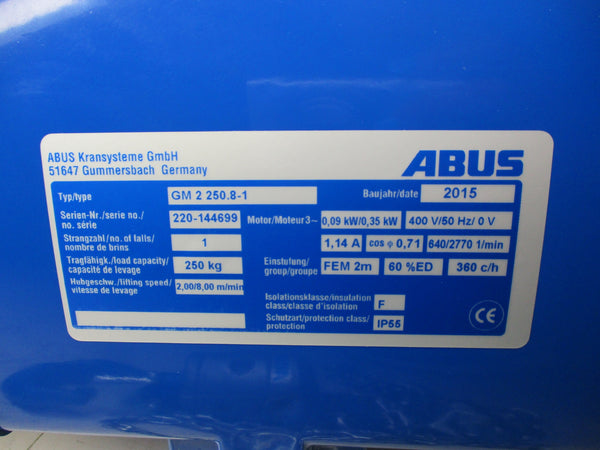 ABUS Kransysteme GmbH
51647 Gummersbach Germany
ABUS
Typ/type GM 2 250.8-1 Baujahr/date 2015
Serien-Nr./serie no./
no. série
220-144699 Motor/Moteur 3~ 0,09 kW/0,35 kW 400 V/50 Hz/ 0 V
Strangzahl/no. of falls/
nombre de brins
1 1,14 A cos φ 0,71 640/2770 1/min
Tragfähigk./load capacity/
capacité de levage
250 kg
Einstufung/
group/groupe
FEM 2m 60 %ED 360 c/h
Hubgeschw./lifting speed/
vitesse de levage
2,00/8,00 m/min
Isolationsklasse/insulation
class/classe d'isolation
F
Schutzart/protection class/
protection
IP55
CE